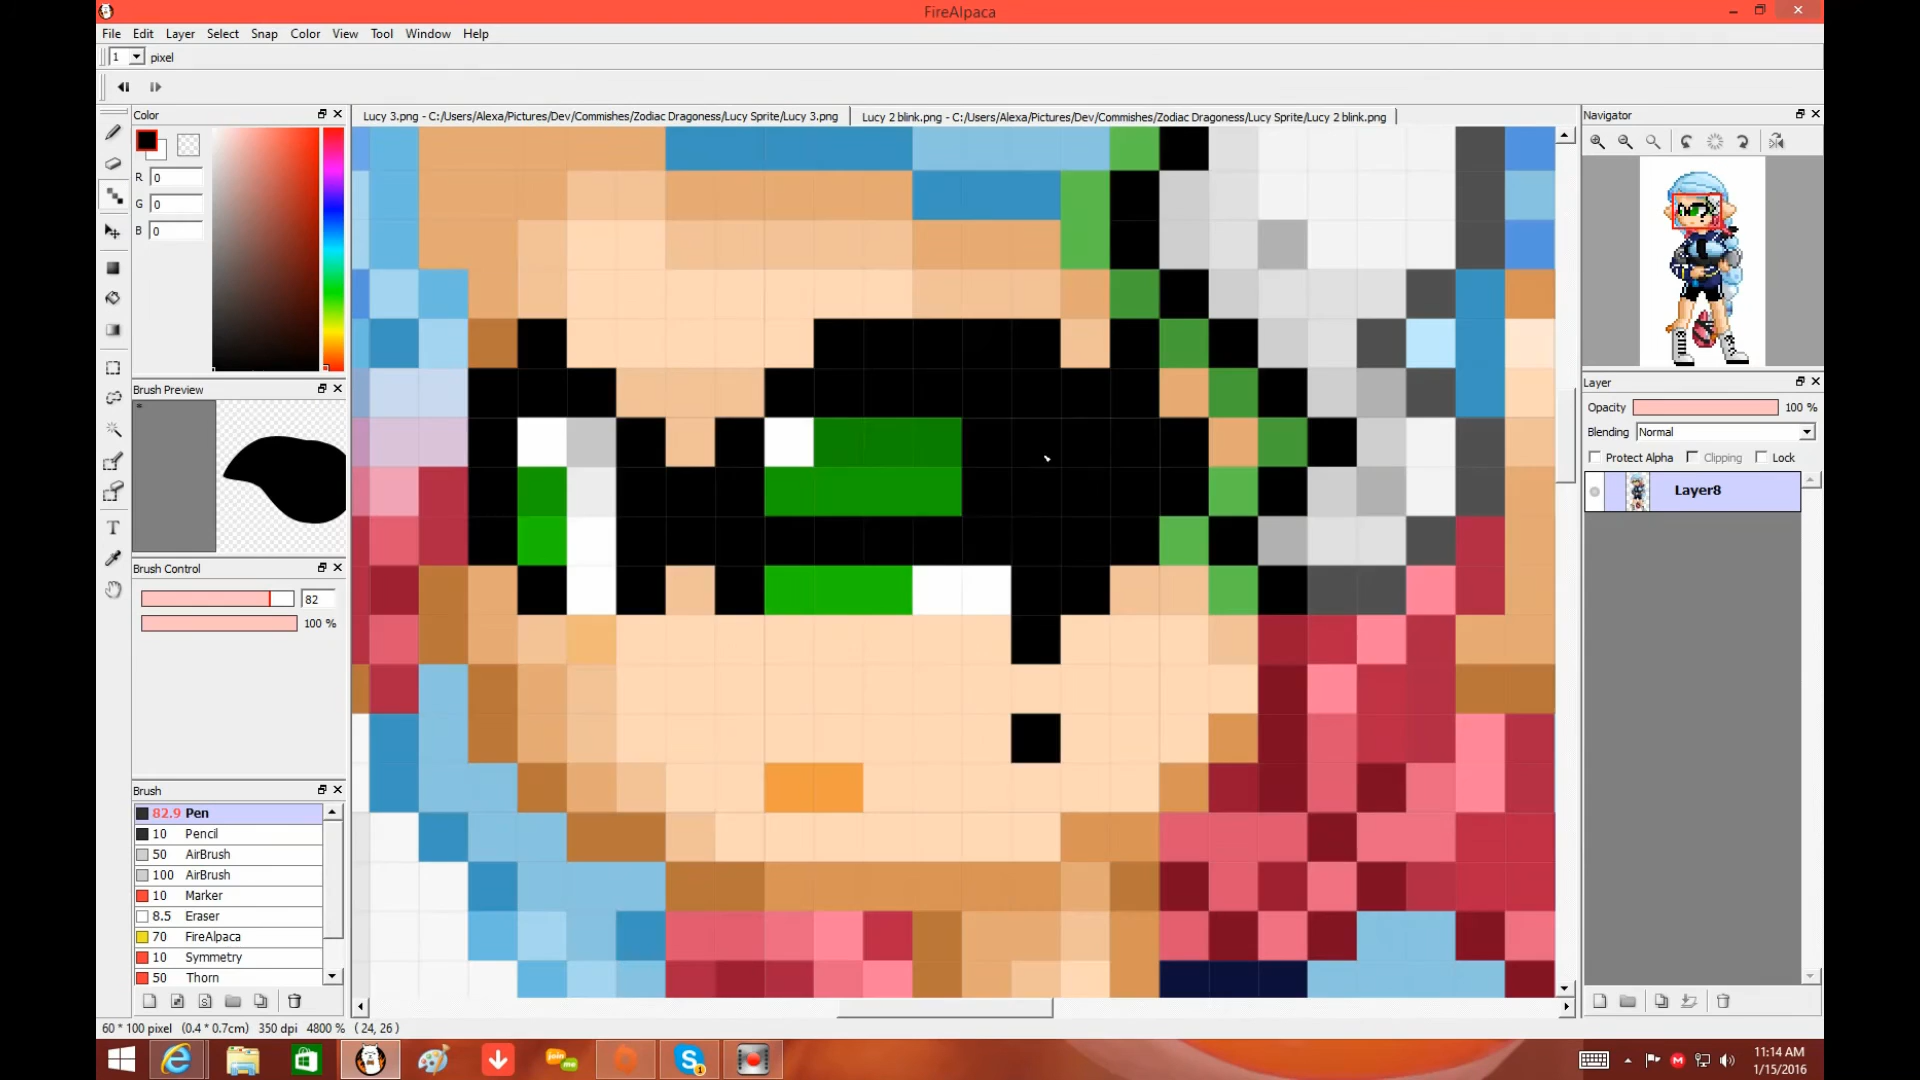 FireAlpaca
File Edit Layer Select Snap Color View Tool Window Help
1 pixel
Color
R 0
G 0
B 0
Brush Preview
Brush Control
82
100 %
Brush
82.9 Pen
10 Pencil
50 AirBrush
100 AirBrush
10 Marker
8.5 Eraser
70 FireAlpaca
10 Symmetry
50 Thorn
Lucy 3.png - C:/Users/Alexa/Pictures/Dev/Commishes/Zodiac Dragoness/Lucy Sprite/Lucy 3.png
Lucy 2 blink.png - C:/Users/Alexa/Pictures/Dev/Commishes/Zodiac Dragoness/Lucy Sprite/Lucy 2 blink.png
Navigator
Layer
Opacity 100 %
Blending Normal
Protect Alpha Clipping Lock
Layer8
60 * 100 pixel (0.4 * 0.7cm) 350 dpi 4800 % ( 24, 26 )
join me
11:14 AM
1/15/2016